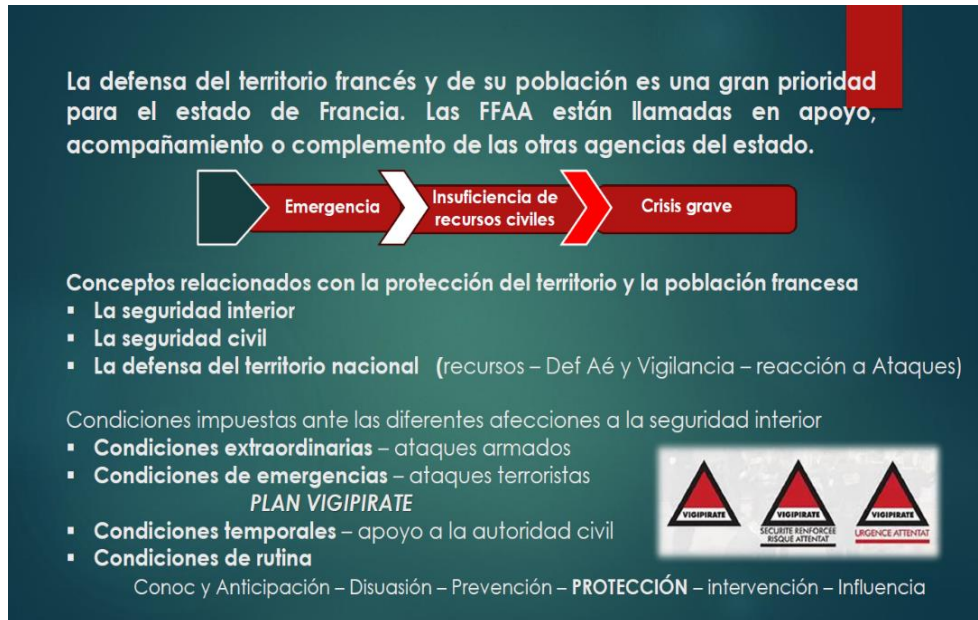 La defensa del territorio francés y de su población es una gran prioridad
para el estado de Francia. Las FFAA están llamadas en apoyo,
acompañamiento o complemento de las otras agencias del estado.
Emergencia
Insuficiencia de
recursos civiles
Crisis grave
Conceptos relacionados con la protección del territorio y la población francesa
▪ La seguridad interior
▪ La seguridad civil
▪ La defensa del territorio nacional (recursos – Def Aé y Vigilancia – reacción a Ataques)
Condiciones impuestas ante las diferentes afecciones a la seguridad interior
▪ Condiciones extraordinarias – ataques armados
▪ Condiciones de emergencias – ataques terroristas
PLAN VIGIPIRATE
▪ Condiciones temporales – apoyo a la autoridad civil
▪ Condiciones de rutina
Conoc y Anticipación – Disuasión – Prevención – PROTECCIÓN – intervención – Influencia
VIGIPIRATE
VIGIPIRATE
SECURITE RENFORCEE
RISQUE ATTENTAT
VIGIPIRATE
URGENCE ATTENTAT